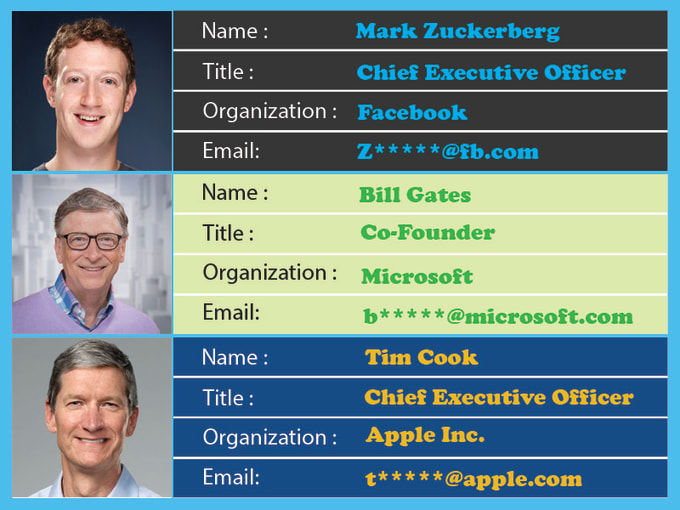 Name : Mark Zuckerberg
Title : Chief Executive Officer
Organization : Facebook
Email: Z*****@fb.com
Name : Bill Gates
Title : Co-Founder
Organization : Microsoft
Email: b*****@microsoft.com
Name : Tim Cook
Title : Chief Executive Officer
Organization : Apple Inc.
Email: t*****@apple.com